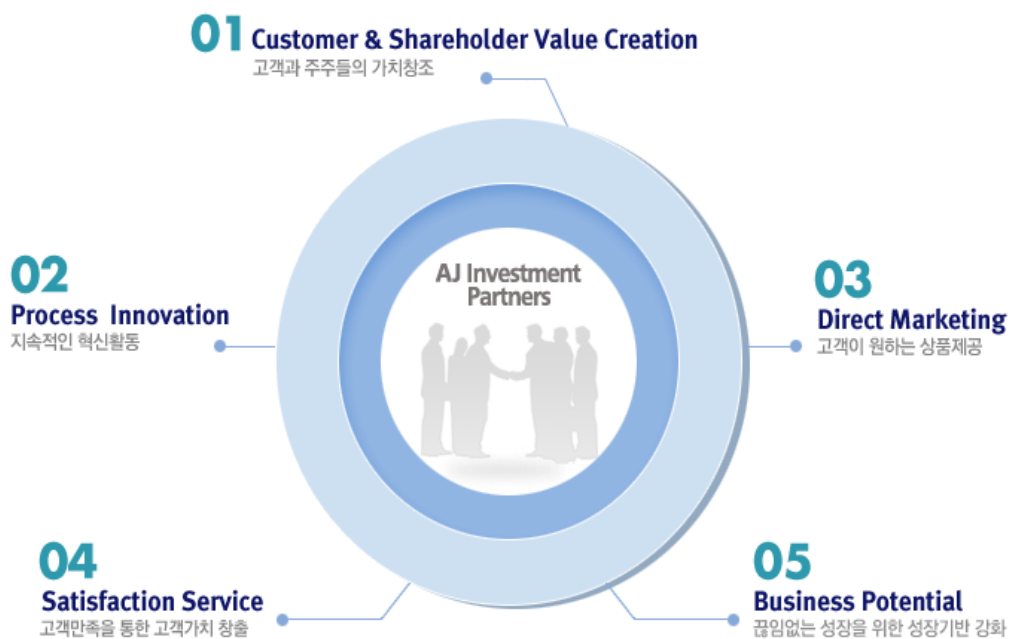 01 Customer & Shareholder Value Creation
고객과 주주들의 가치창조
AJ Investment
Partners
02
Process Innovation
지속적인 혁신활동
03
Direct Marketing
고객이 원하는 상품제공
04
Satisfaction Service
고객만족을 통한 고객가치 창출
05
Business Potential
끊임없는 성장을 위한 성장기반 강화